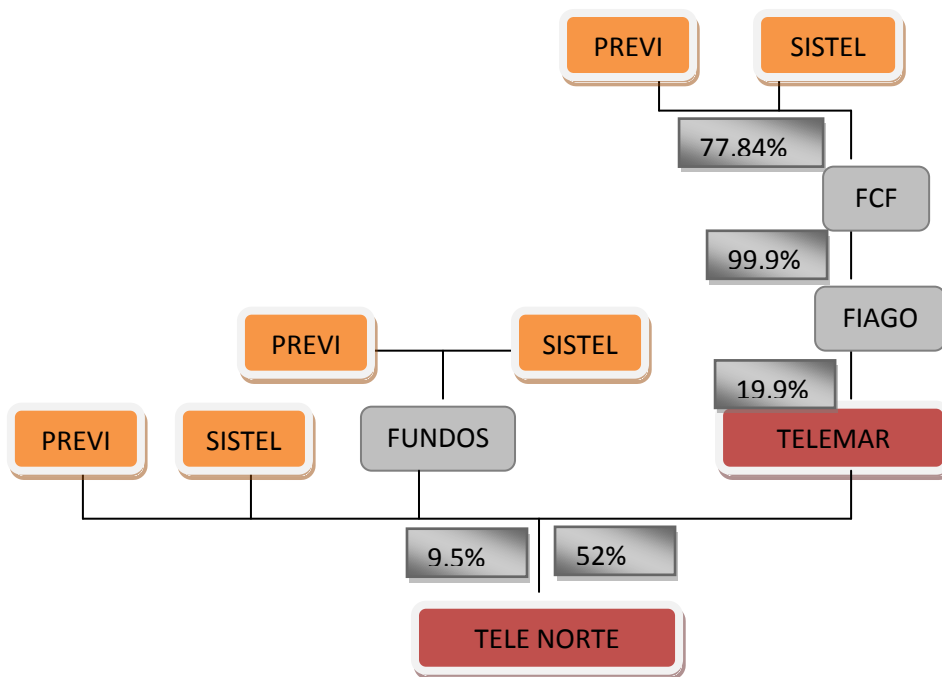 PREVI
SISTEL
77.84%
FCF
99.9%
FIAGO
PREVI
SISTEL
19.9%
PREVI
SISTEL
FUNDOS
TELEMAR
9.5%
52%
TELE NORTE